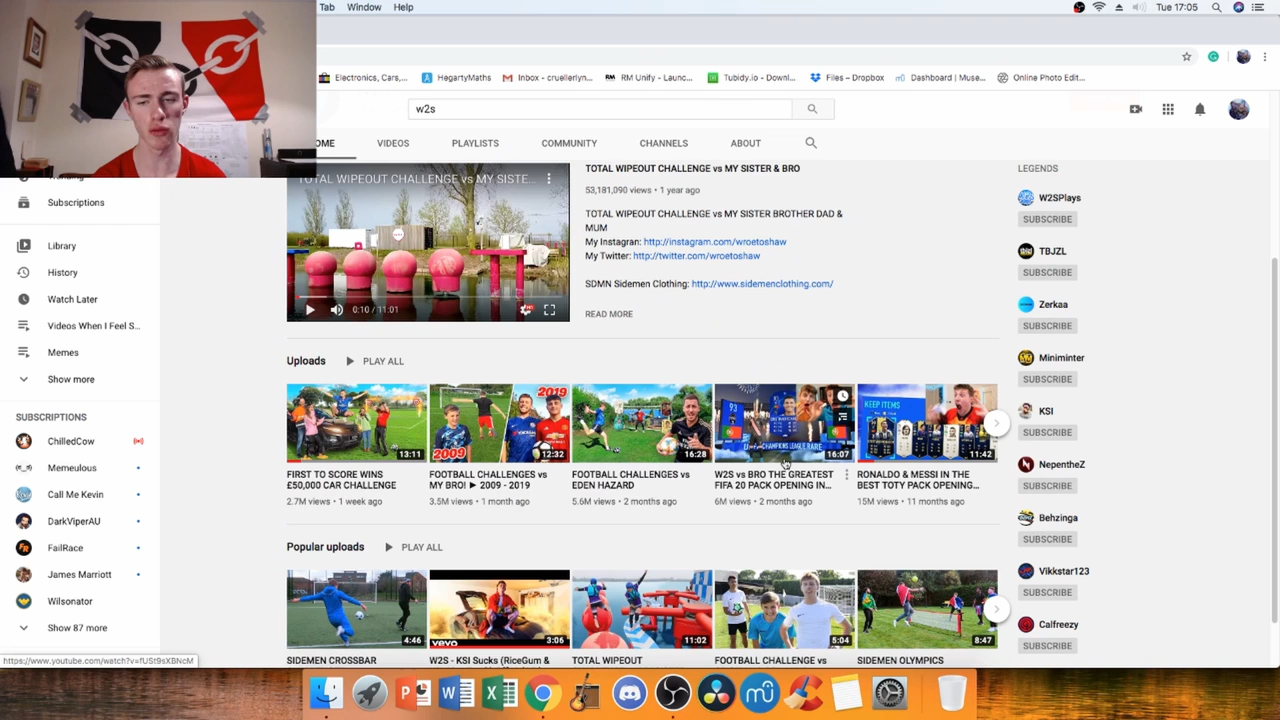 Tab Window Help Tue 17:05
Electronics, Cars,... HegartyMaths Inbox - cruellerlyn... RM Unify - Launc... Tubidy.io - Downl... Files – Dropbox Dashboard | Muse... Online Photo Edit...
w2s
OME VIDEOS PLAYLISTS COMMUNITY CHANNELS ABOUT
Subscriptions
Library
History
Watch Later
Videos When I Feel S...
Memes
Show more
SUBSCRIPTIONS
ChilledCow
Memeulous
Call Me Kevin
DarkViperAU
FailRace
James Marriott
Wilsonator
Show 87 more
TOTAL WIPEOUT CHALLENGE vs MY SISTE...
0:10 / 11:01
TOTAL WIPEOUT CHALLENGE vs MY SISTER & BRO
53,181,090 views • 1 year ago
TOTAL WIPEOUT CHALLENGE vs MY SISTER BROTHER DAD &
MUM
My Instagran: http://instagram.com/wroetoshaw
My Twitter: http://twitter.com/wroetoshaw
SDMN Sidemen Clothing: http://www.sidemenclothing.com/
READ MORE
Uploads PLAY ALL
2009 2019 93 CHAMPIONS LEAGUE RARE KEEP ITEMS
13:11 12:32 16:28 16:07 11:42
FIRST TO SCORE WINS
£50,000 CAR CHALLENGE
2.7M views • 1 week ago
FOOTBALL CHALLENGES vs
MY BRO! ► 2009 - 2019
3.5M views • 1 month ago
FOOTBALL CHALLENGES vs
EDEN HAZARD
5.6M views • 2 months ago
W2S vs BRO THE GREATEST
FIFA 20 PACK OPENING IN...
6M views • 2 months ago
RONALDO & MESSI IN THE
BEST TOTY PACK OPENING...
15M views • 11 months ago
Popular uploads PLAY ALL
vevo
4:46 3:06 11:02 5:04 8:47
SIDEMEN CROSSBAR
W2S - KSI Sucks (RiceGum &
TOTAL WIPEOUT
FOOTBALL CHALLENGE vs
SIDEMEN OLYMPICS
LEGENDS
W2SPlays
SUBSCRIBE
TBJZL
SUBSCRIBE
Zerkaa
SUBSCRIBE
Miniminter
SUBSCRIBE
KSI
SUBSCRIBE
NepentheZ
SUBSCRIBE
Behzinga
SUBSCRIBE
Vikkstar123
SUBSCRIBE
Calfreezy
SUBSCRIBE
https://www.youtube.com/watch?v=fUSt9sXBNcM